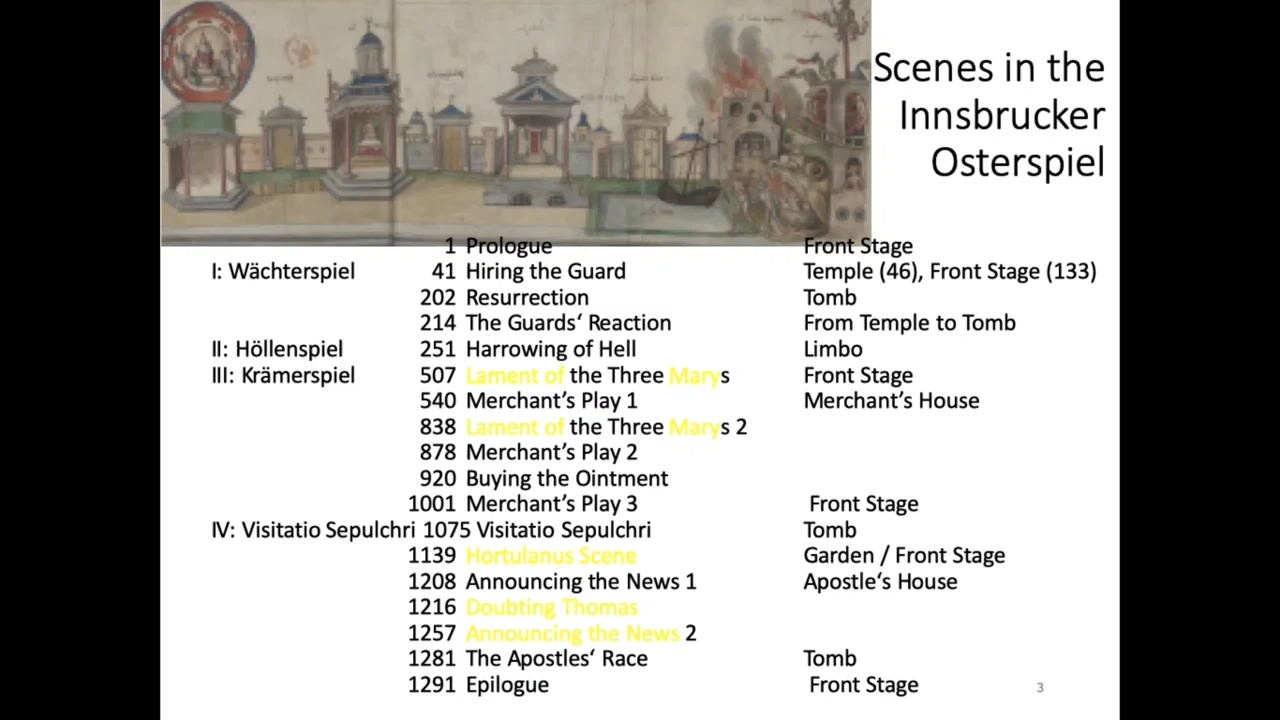 Scenes in the
Innsbrucker
Osterspiel
1 Prologue Front Stage
I: Wächterspiel 41 Hiring the Guard Temple (46), Front Stage (133)
202 Resurrection Tomb
214 The Guards‘ Reaction From Temple to Tomb
II: Höllenspiel 251 Harrowing of Hell Limbo
III: Krämerspiel 507 Lament of the Three Marys Front Stage
540 Merchant’s Play 1 Merchant’s House
838 Lament of the Three Marys 2
878 Merchant’s Play 2
920 Buying the Ointment
1001 Merchant’s Play 3 Front Stage
IV: Visitatio Sepulchri 1075 Visitatio Sepulchri Tomb
1139 Hortulanus Scene Garden / Front Stage
1208 Announcing the News 1 Apostle‘s House
1216 Doubting Thomas
1257 Announcing the News 2
1281 The Apostles‘ Race Tomb
1291 Epilogue Front Stage
3